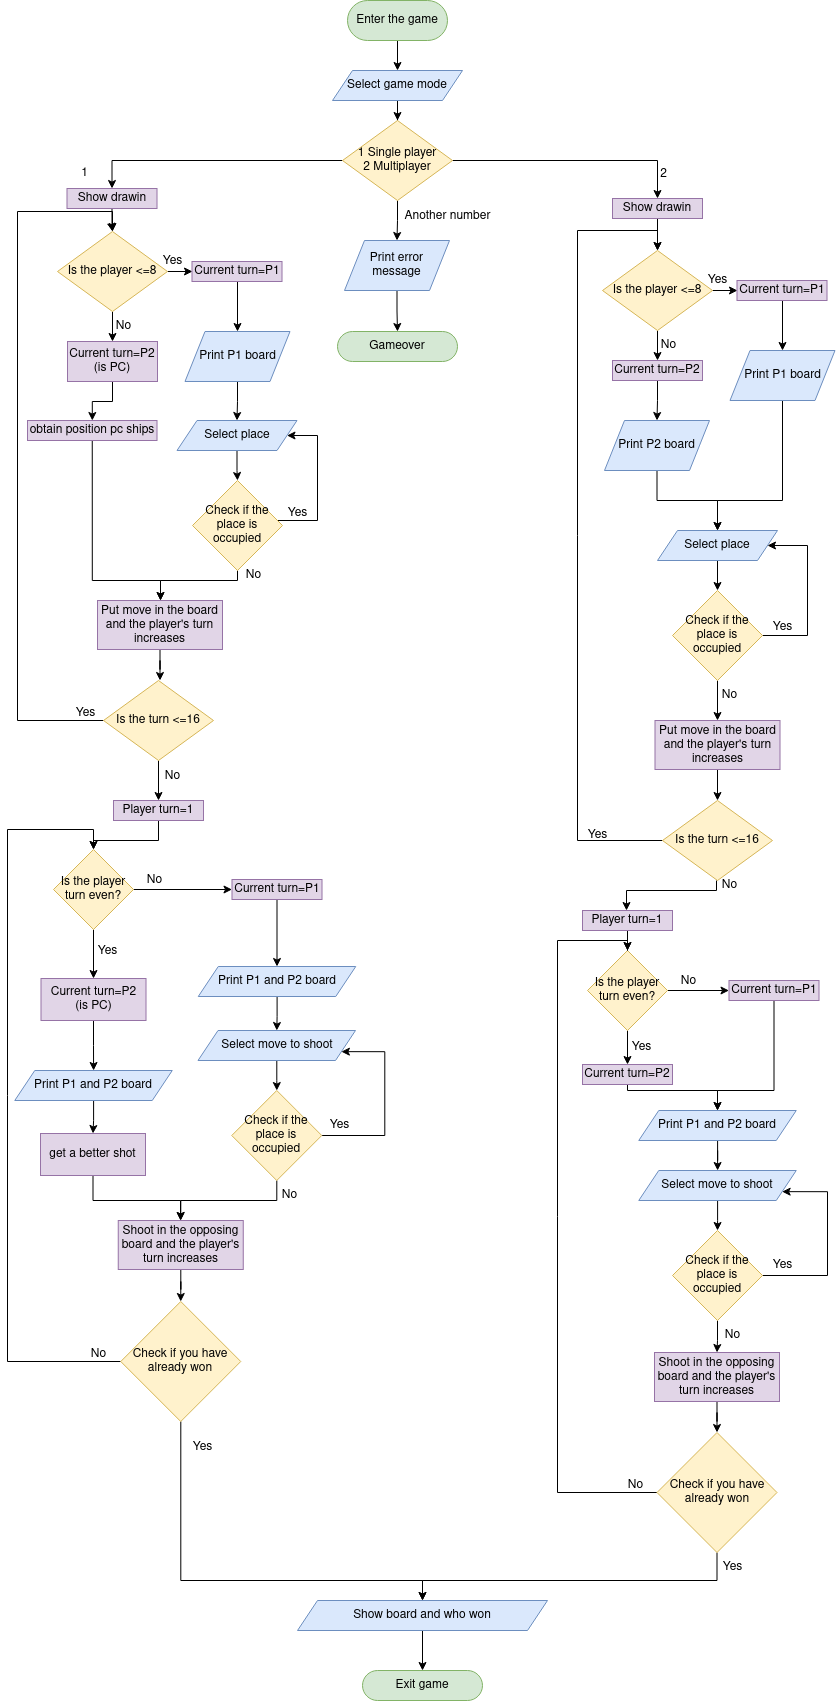 Enter the game
Select game mode
1 Single player
2 Multiplayer
1
2
Another number
Print error
message
Gameover
Show drawin
Is the player <=8
Yes
Current turn=P1
No
Current turn=P2
(is PC)
Print P1 board
obtain position pc ships
Select place
Check if the
place is
occupied
Yes
No
Put move in the board
and the player's turn
increases
Is the turn <=16
Yes
No
Player turn=1
Is the player
turn even?
No
Current turn=P1
Yes
Current turn=P2
(is PC)
Print P1 and P2 board
Select move to shoot
Print P1 and P2 board
get a better shot
Check if the
place is
occupied
Yes
No
Shoot in the opposing
board and the player's
turn increases
Check if you have
already won
No
Yes
Show drawin
Is the player <=8
Yes
Current turn=P1
No
Current turn=P2
Print P1 board
Print P2 board
Select place
Check if the
place is
occupied
Yes
No
Put move in the board
and the player's turn
increases
Is the turn <=16
Yes
No
Player turn=1
Is the player
turn even?
No
Current turn=P1
Yes
Current turn=P2
Print P1 and P2 board
Select move to shoot
Check if the
place is
occupied
Yes
No
Shoot in the opposing
board and the player's
turn increases
Check if you have
already won
No
Yes
Show board and who won
Exit game